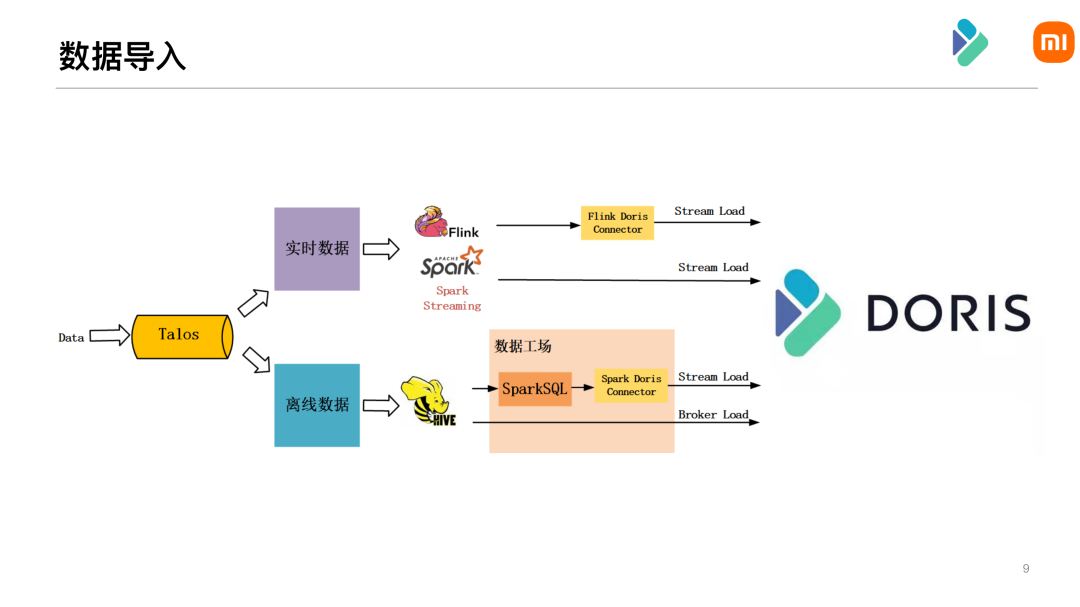 数据导入
mi
实时数据
Flink
Flink Doris
Connector
Stream Load
APACHE
Spark
Spark
Streaming
Stream Load
DORIS
Data
Talos
数据工场
离线数据
HIVE
SparkSQL
Spark Doris
Connector
Stream Load
Broker Load
9